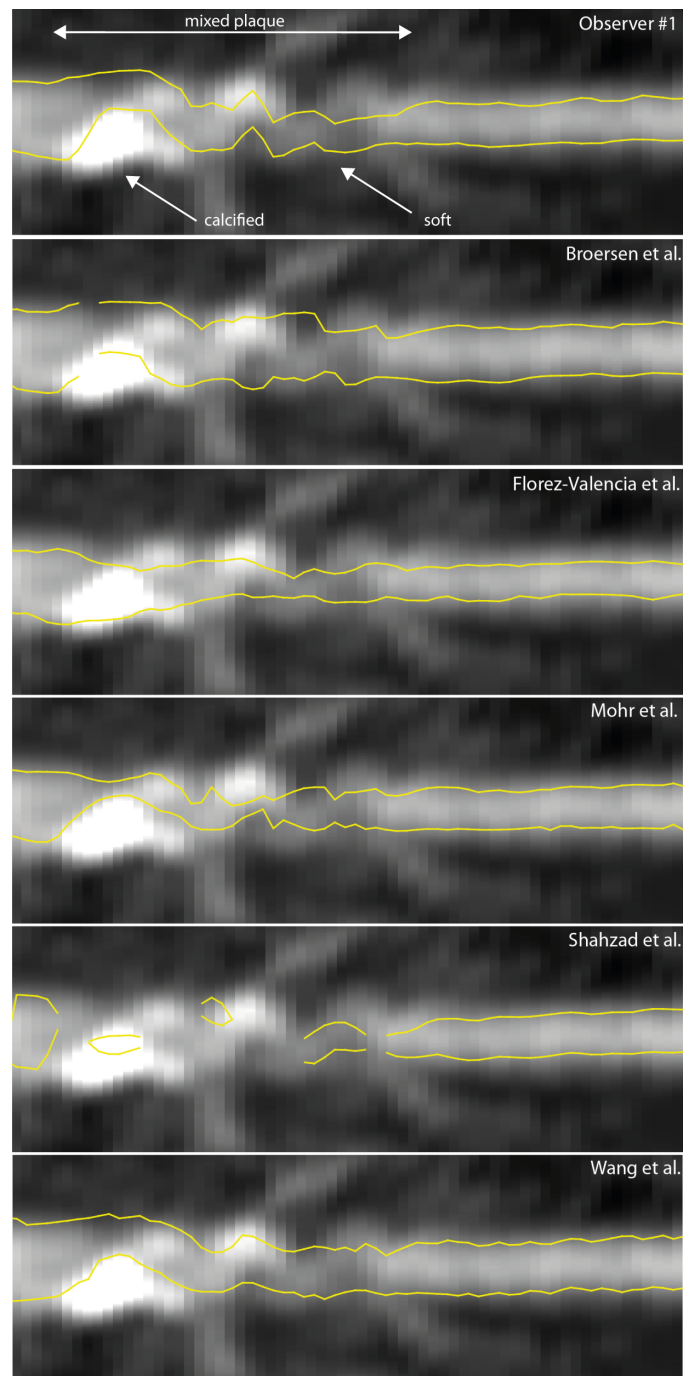 mixed plaque
Observer #1
calcified
soft
Broersen et al.
Florez-Valencia et al.
Mohr et al.
Shahzad et al.
Wang et al.